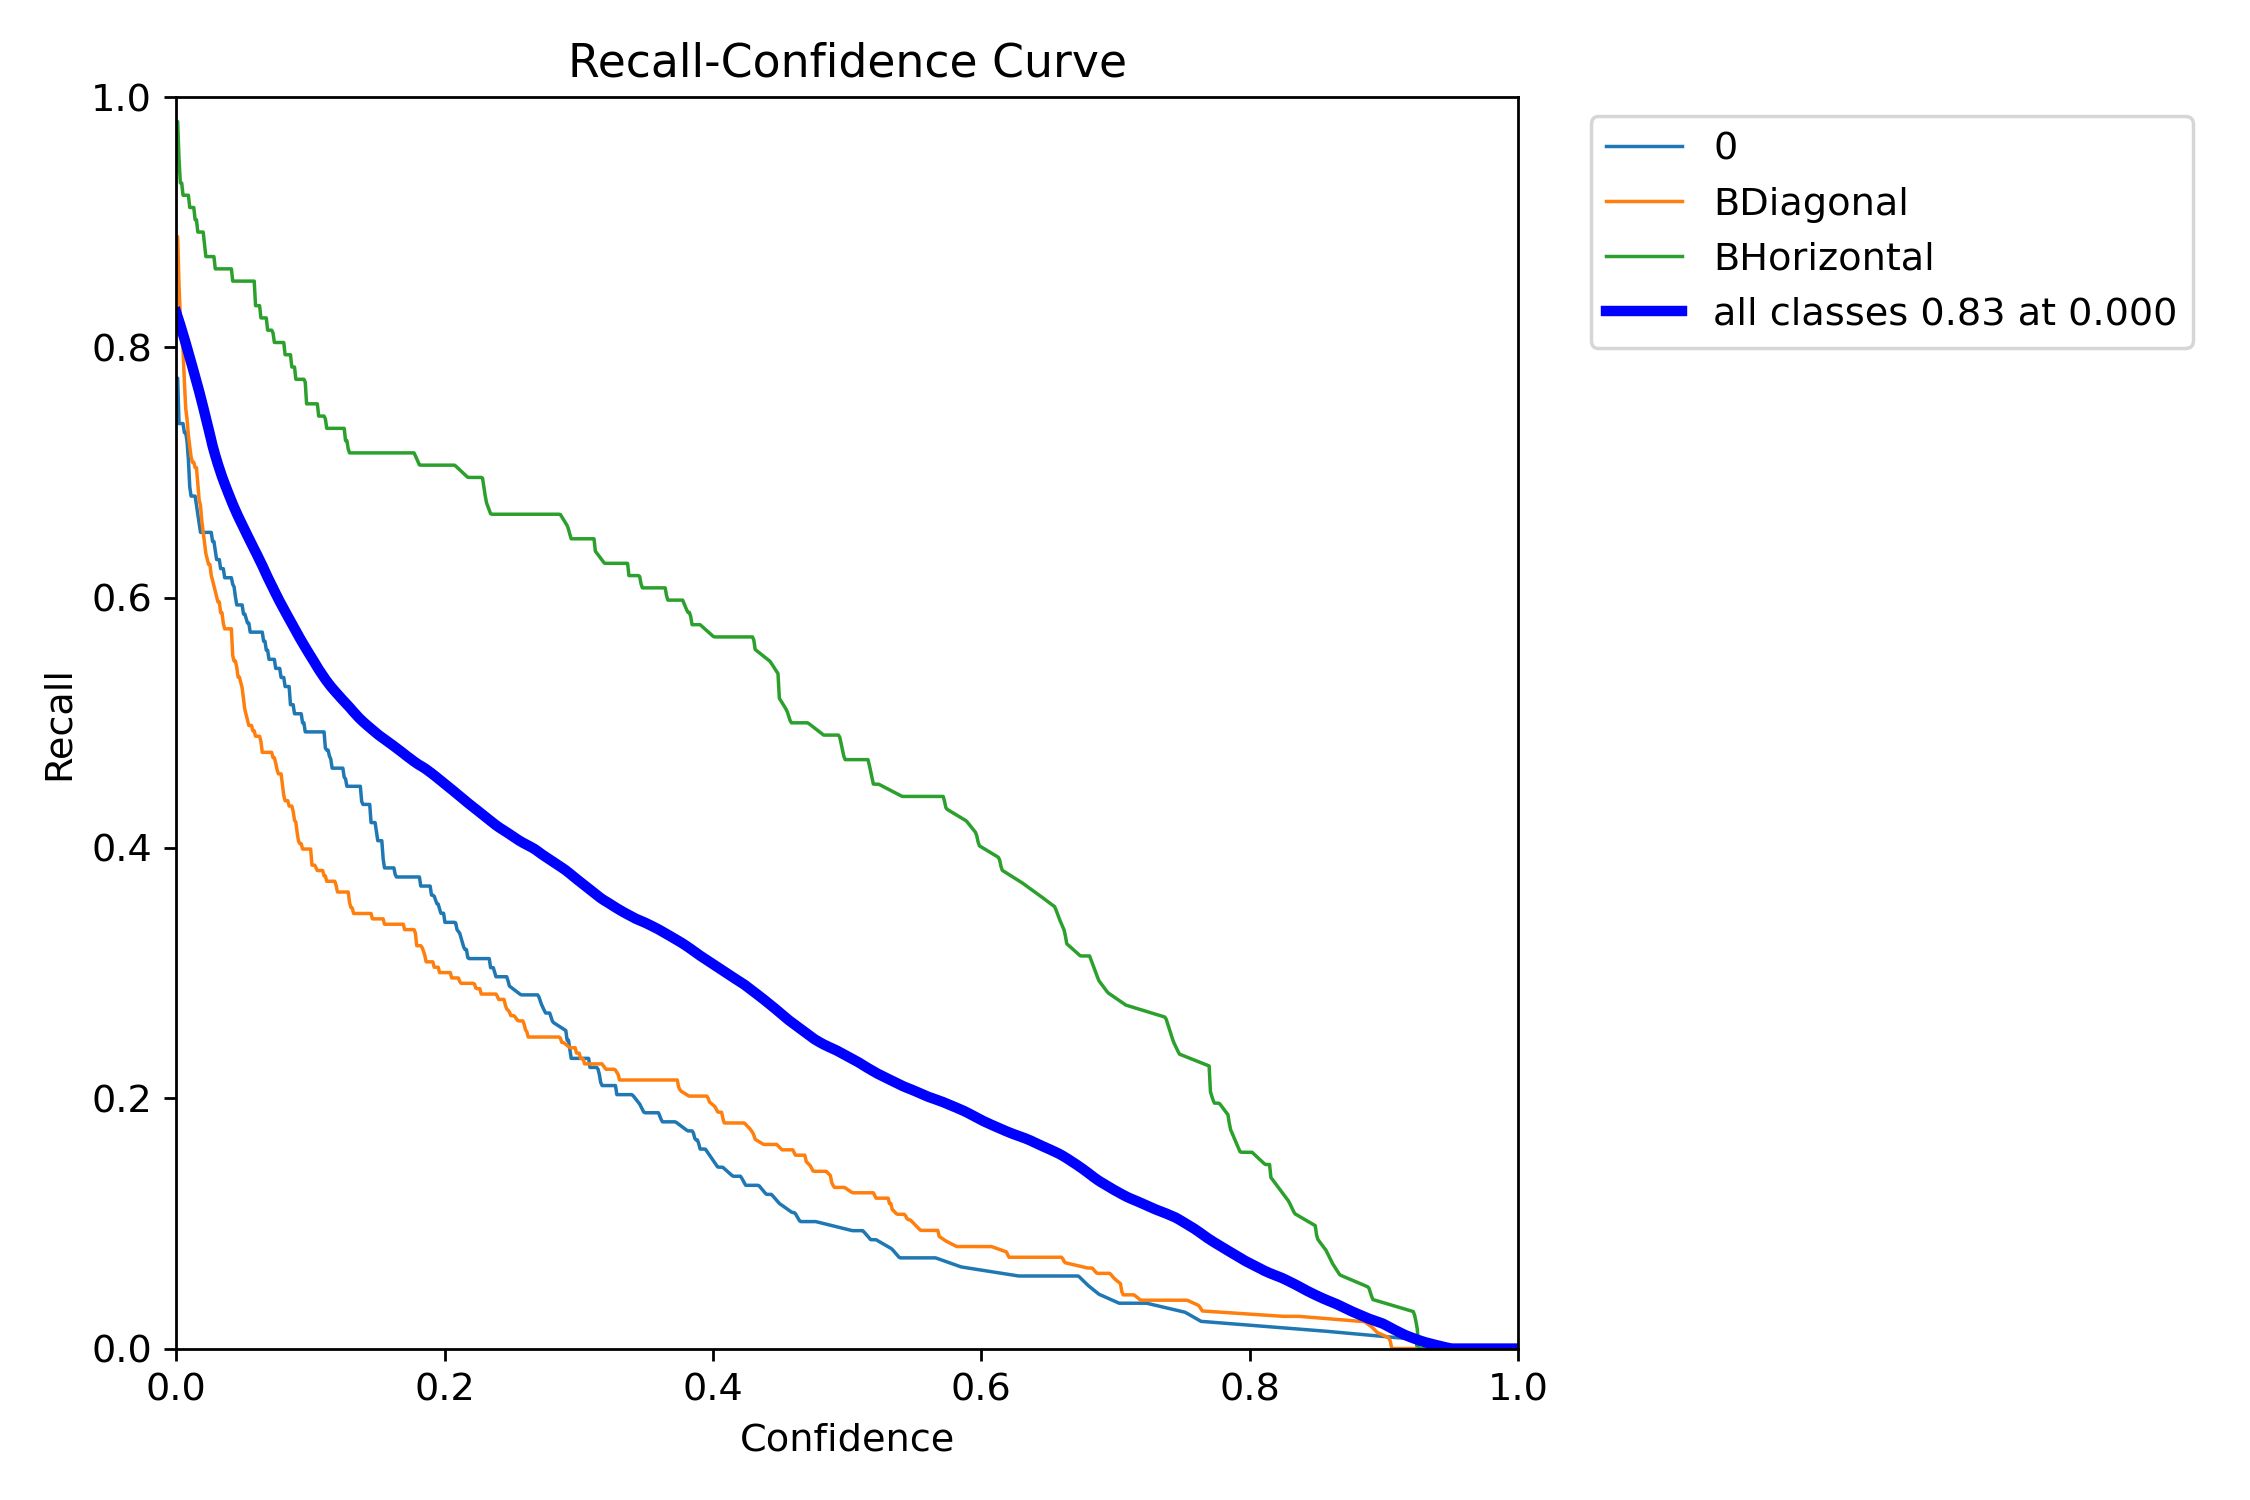 Recall-Confidence Curve
1.0
0.8
0.6
0.4
0.2
0.0
Recall
0.0 0.2 0.4 0.6 0.8 1.0
Confidence
0
BDiagonal
BHorizontal
all classes 0.83 at 0.000